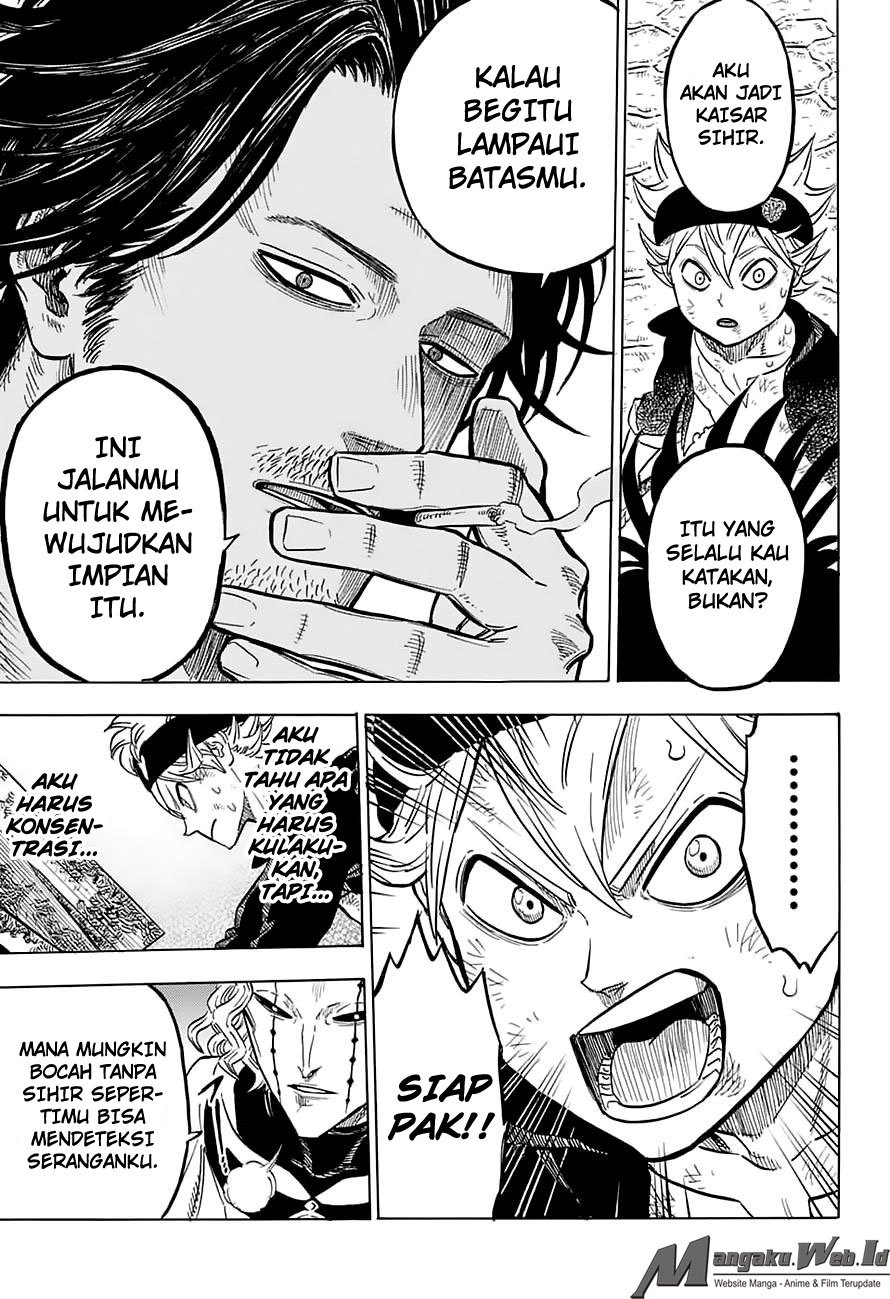 AKU
AKAN JADI
KAISAR
SIHIR.
ITU YANG
SELALU KAU
KATAKAN,
BUKAN?
KALAU
BEGITU
LAMPAUI
BATASMU.
INI
JALANMU
UNTUK ME-
WUJUDKAN
IMPIAN
ITU.
.........
SIAP
PAK!!
AKU
TIDAK
TAHU APA
YANG
HARUS
KULAKU-
KAN,
TAPI...
AKU
HARUS
KONSEN-
TRASI...
MANA MUNGKIN
BOCAH TANPA
SIHIR SEPER-
TIMU BISA
MENDETEKSI
SERANGANKU.
Mangaku.Web.Id
Website Manga - Anime & Film Terupdate